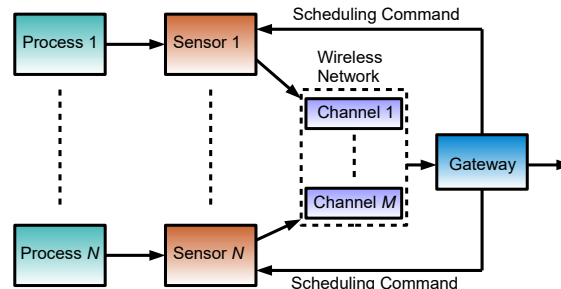 Scheduling Command
Process 1
Sensor 1
Wireless
Network
Channel 1
Gateway
Channel M
Process N
Sensor N
Scheduling Command